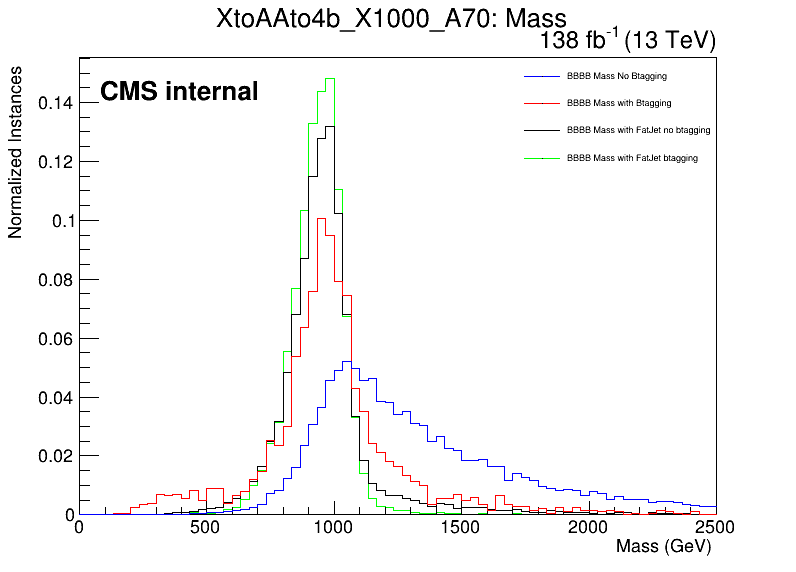 XtoAAto4b_X1000_A70: Mass
138 fb-1 (13 TeV)
CMS internal
BBBB Mass No Btagging
BBBB Mass with Btagging
BBBB Mass with FatJet no btagging
BBBB Mass with FatJet btagging
Normalized Instances
0.14
0.12
0.1
0.08
0.06
0.04
0.02
0
0 500 1000 1500 2000 2500
Mass (GeV)